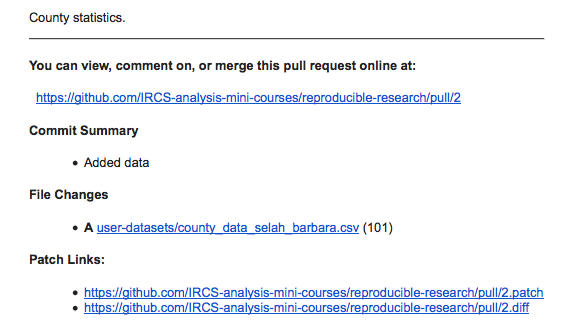 County statistics.
You can view, comment on, or merge this pull request online at:
https://github.com/IRCS-analysis-mini-courses/reproducible-research/pull/2
Commit Summary
• Added data
File Changes
• A user-datasets/county_data_selah_barbara.csv (101)
Patch Links:
• https://github.com/IRCS-analysis-mini-courses/reproducible-research/pull/2.patch
• https://github.com/IRCS-analysis-mini-courses/reproducible-research/pull/2.diff